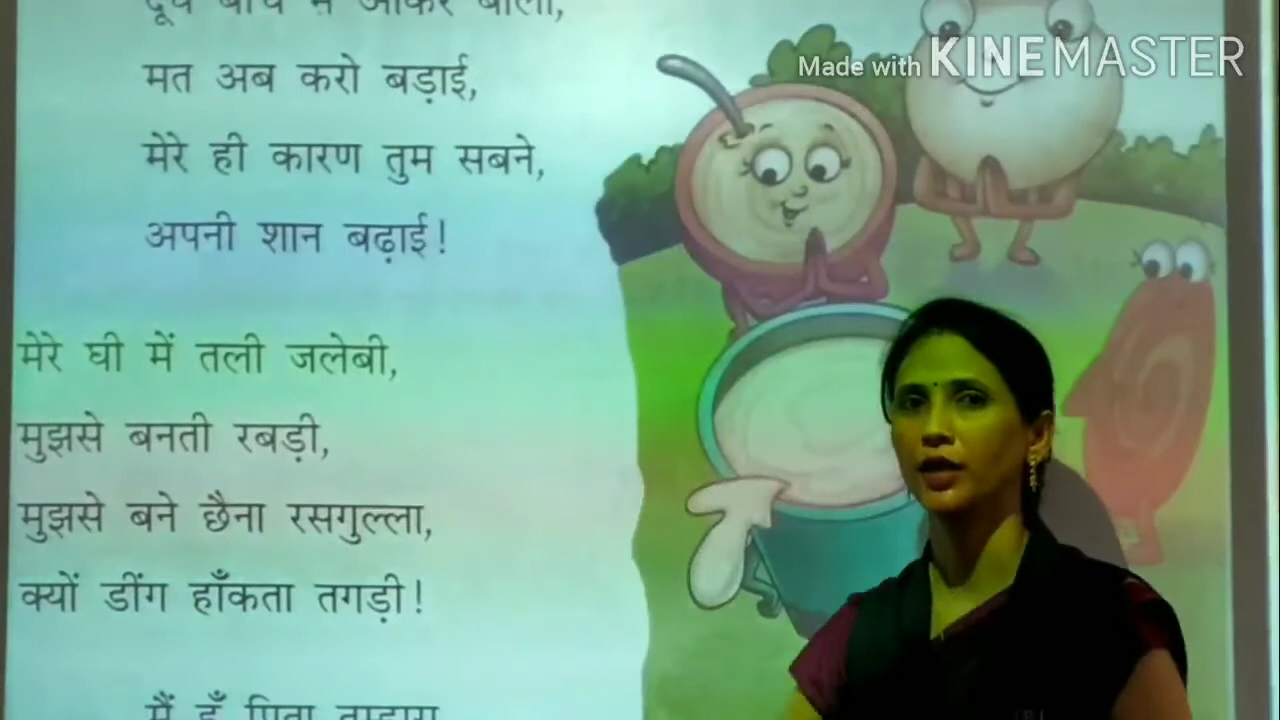 दूध बीच में आकर बोला,
मत अब करो बड़ाई,
मेरे ही कारण तुम सबने,
अपनी शान बढ़ाई!
मेरे घी में तली जलेबी,
मुझसे बनती रबड़ी,
मुझसे बने छैना रसगुल्ला,
क्यों डींग हाँकता तगड़ी!
मैं हूँ पिता तुम्हारा
Made with KINEMASTER